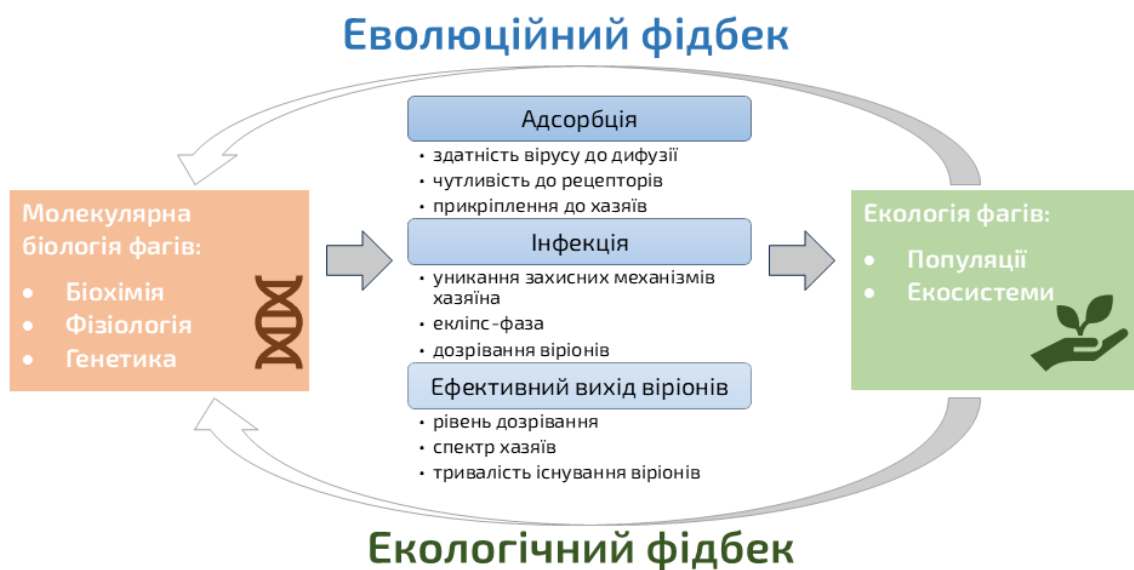 Еволюційний фідбек
Адсорбція
• здатність вірусу до дифузії
• чутливість до рецепторів
• прикріплення до хазяїв
Молекулярна
біологія фагів:
• Біохімія
• Фізіологія
• Генетика
Інфекція
• уникання захисних механізмів
хазяїна
• екліпс-фаза
• дозрівання віріонів
Ефективний вихід віріонів
• рівень дозрівання
• спектр хазяїв
• тривалість існування віріонів
Екологія фагів:
• Популяції
• Екосистеми
Екологічний фідбек